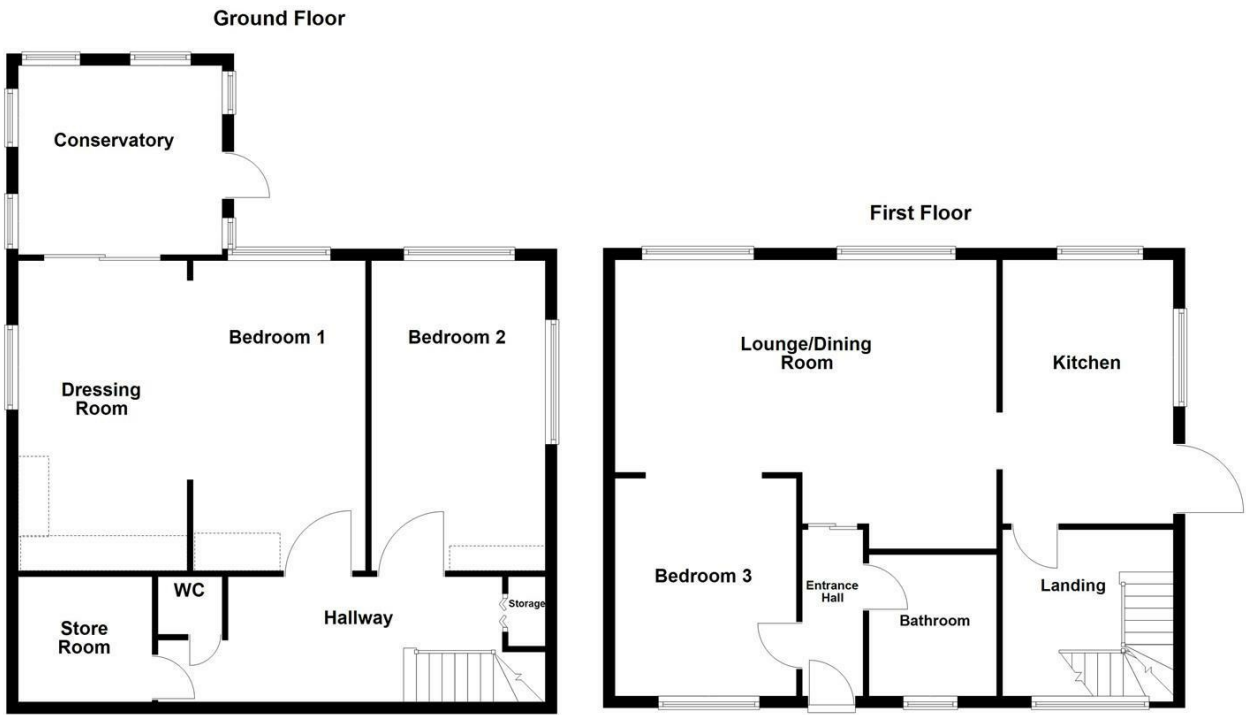 Ground Floor
Conservatory
Bedroom 1
Bedroom 2
Dressing
Room
WC
Storage
Store
Room
Hallway
First Floor
Lounge/Dining
Room
Kitchen
Bedroom 3
Entrance
Hall
Landing
Bathroom